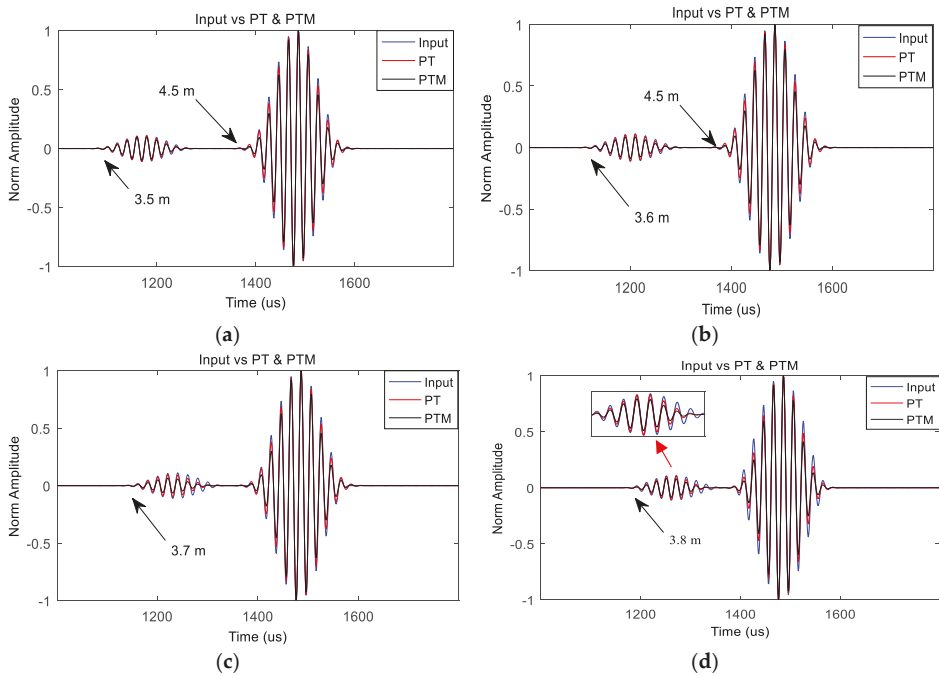 Input vs PT & PTM
Norm Amplitude
1
0.5
0
-0.5
-1
4.5 m
3.5 m
Input
PT
PTM
1200
1400
1600
Time (us)
(a)
Input vs PT & PTM
Norm Amplitude
1
0.5
0
-0.5
-1
4.5 m
3.6 m
Input
PT
PTM
1200
1400
1600
Time (us)
(b)
Input vs PT & PTM
Norm Amplitude
1
0.5
0
-0.5
-1
3.7 m
Input
PT
PTM
1200
1400
1600
Time (us)
(c)
Input vs PT & PTM
Norm Amplitude
1
0.5
0
-0.5
-1
3.8 m
Input
PT
PTM
1200
1400
1600
Time (us)
(d)